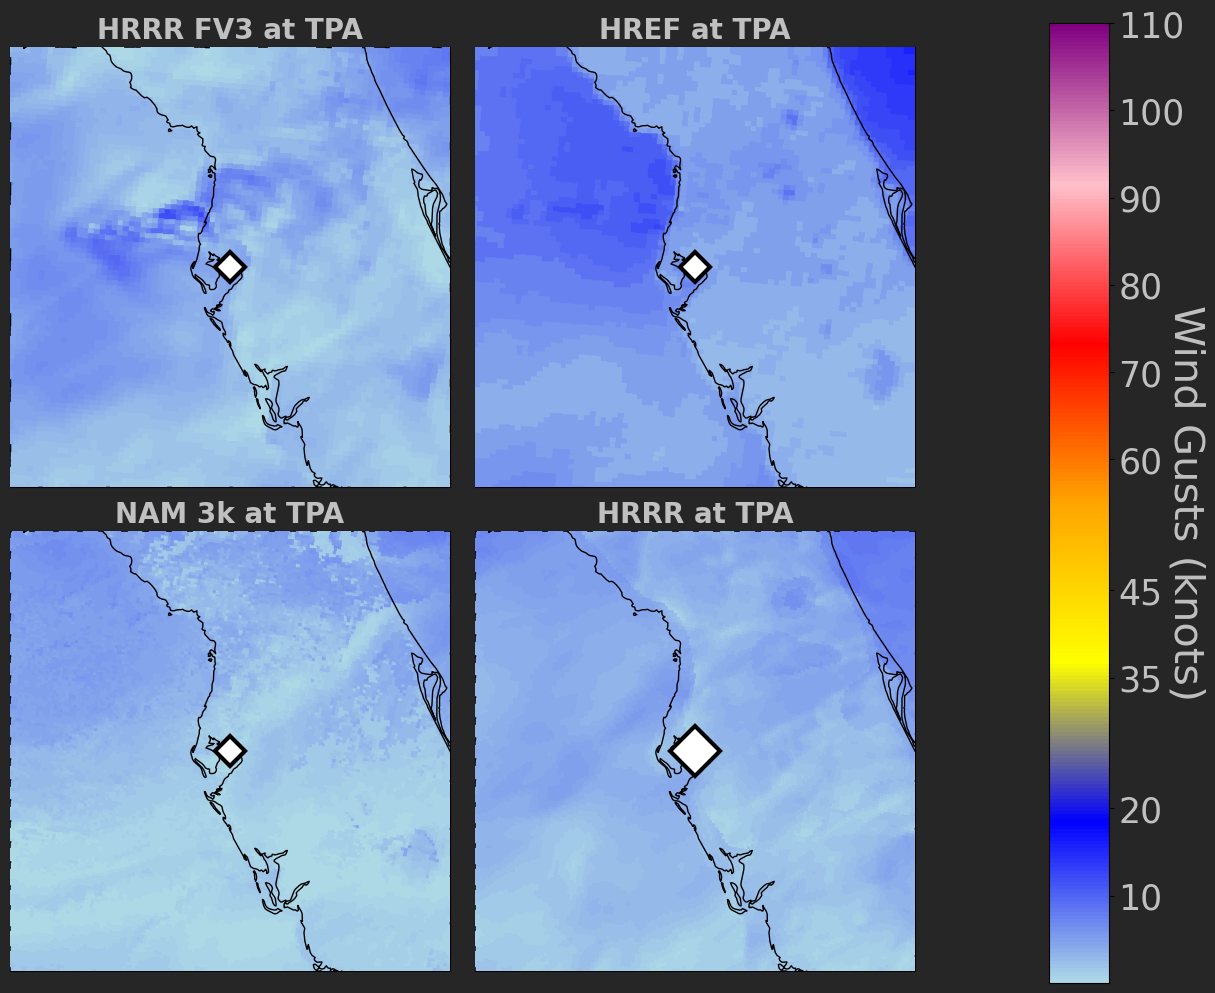 HRRR FV3 at TPA
HREF at TPA
NAM 3k at TPA
HRRR at TPA
110
100
90
80
70
60
45
35
20
10
Wind Gusts (knots)